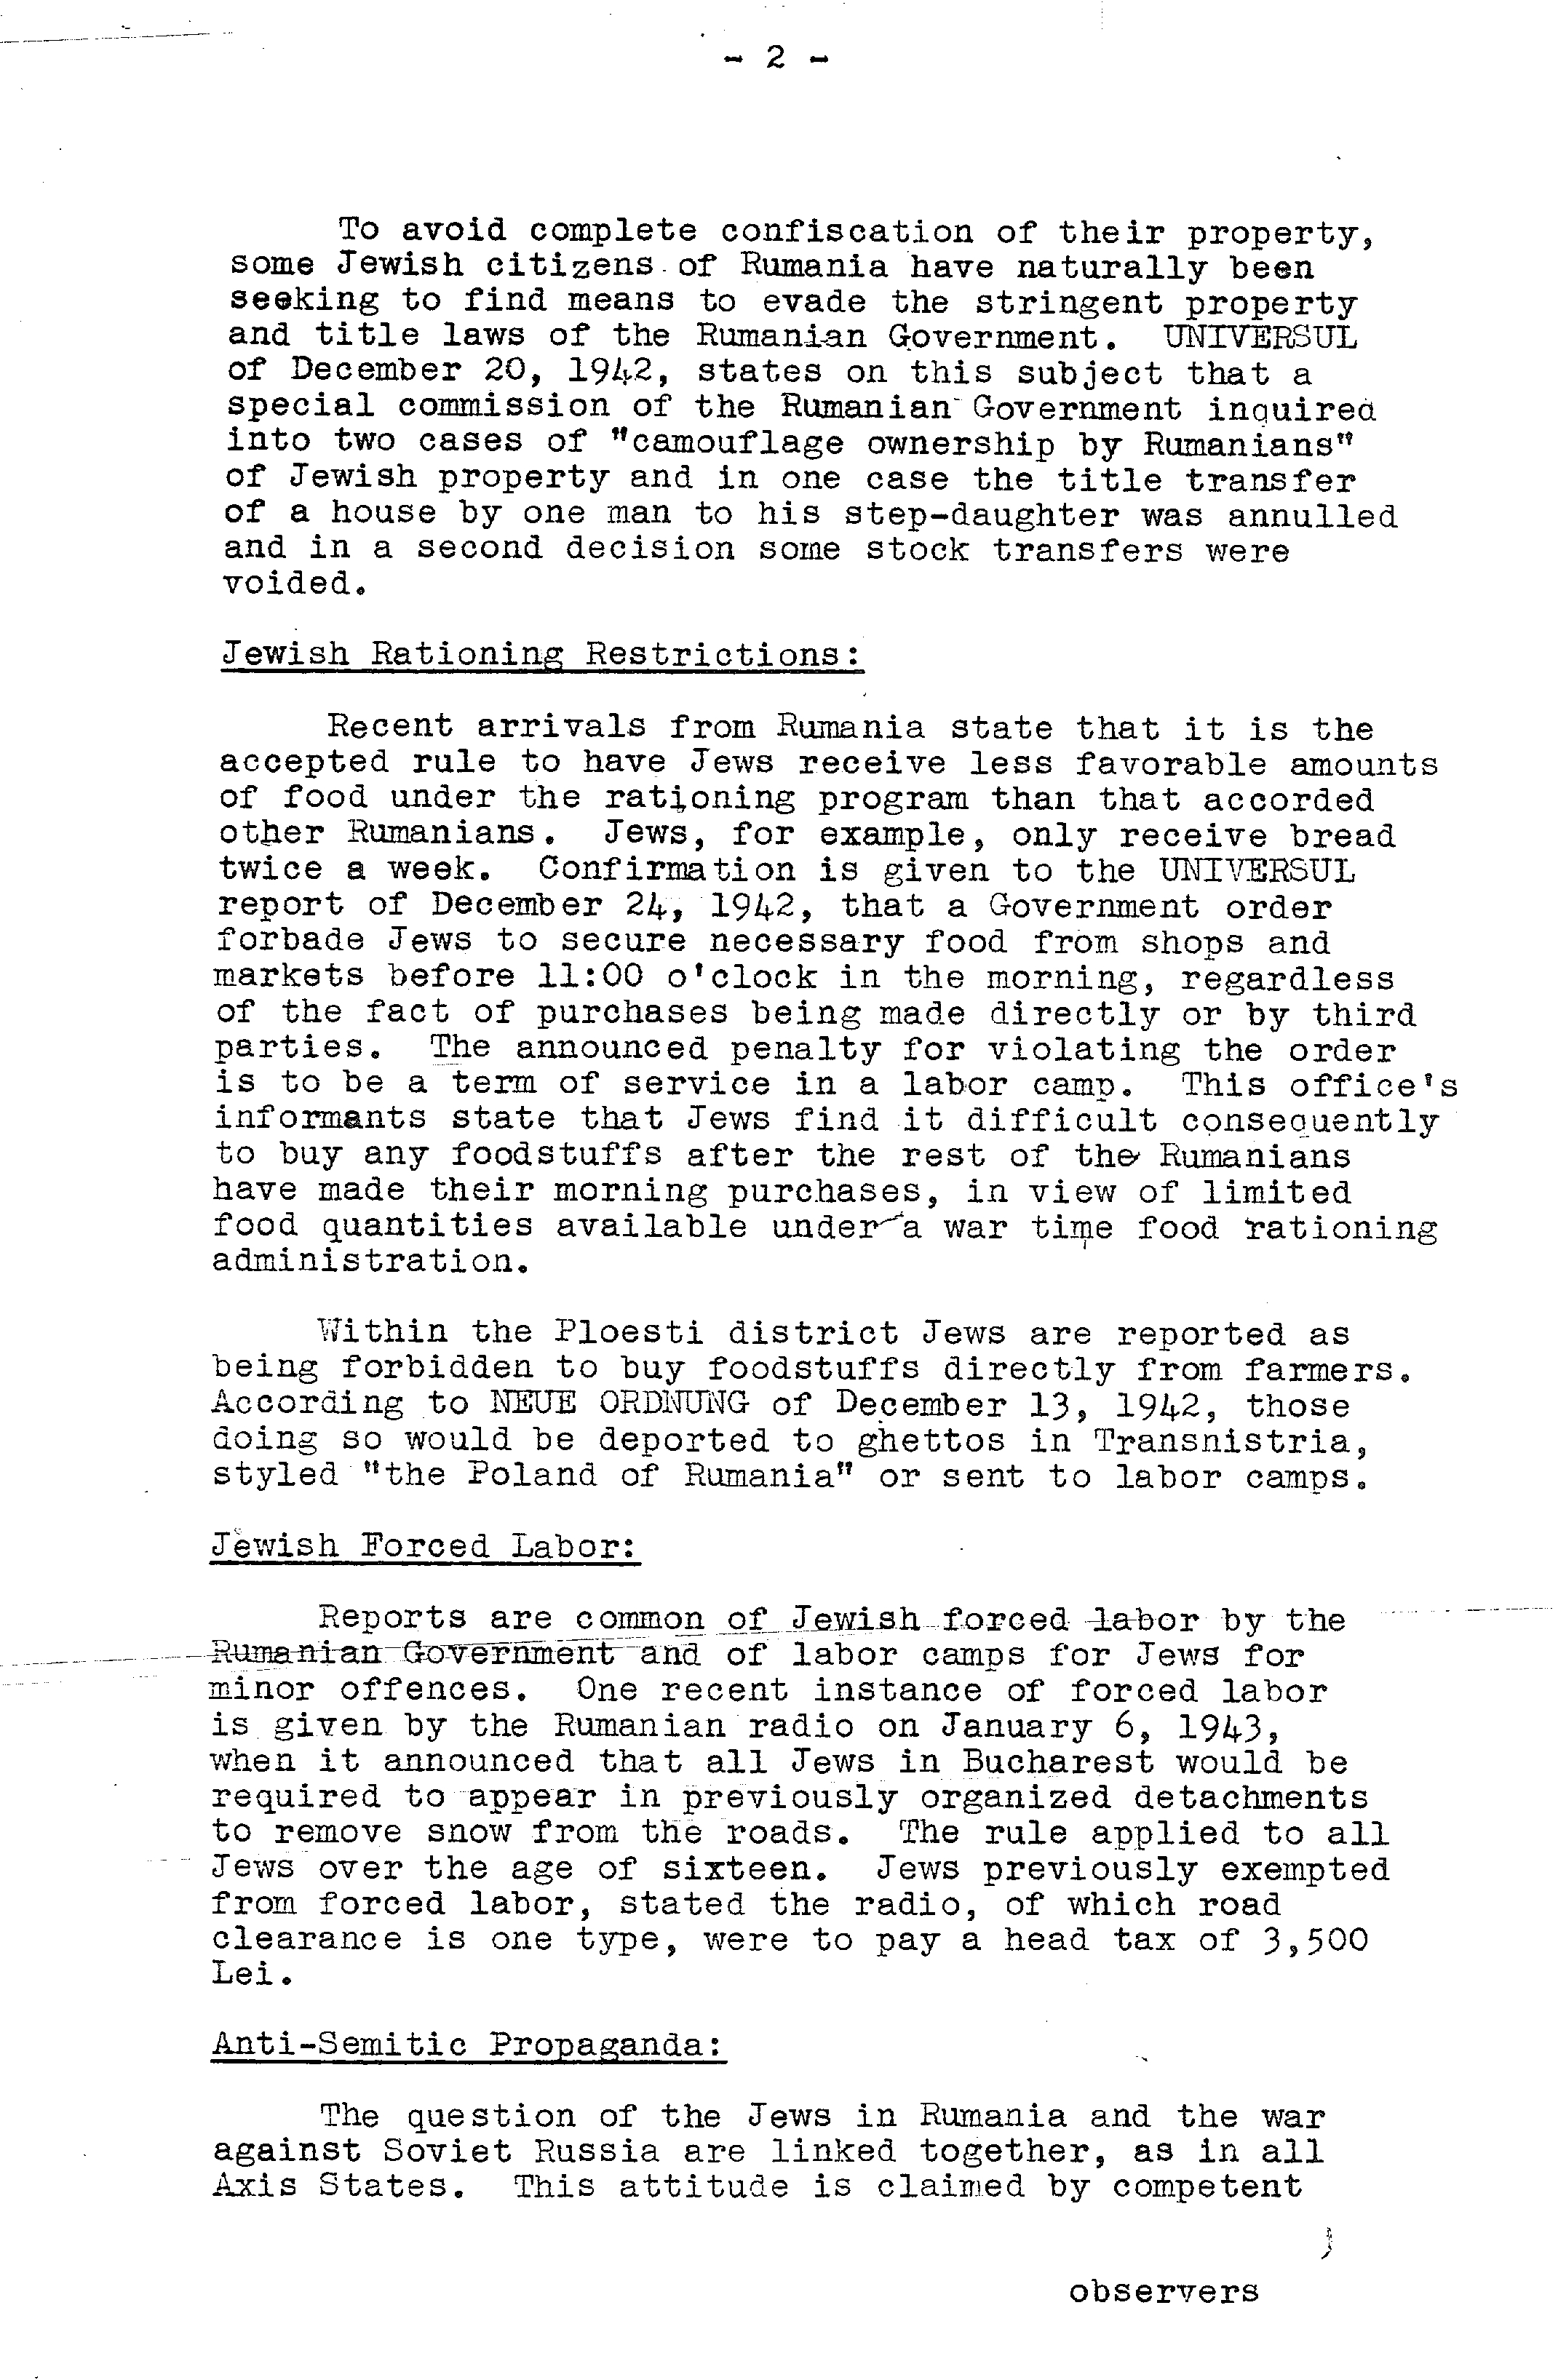 - 2 -
To avoid complete confiscation of their property,
some Jewish citizens of Rumania have naturally been
seeking to find means to evade the stringent property
and title laws of the Rumanian Government. UNIVERSUL
of December 20, 1942, states on this subject that a
special commission of the Rumanian Government inquired
into two cases of "camouflage ownership by Rumanians"
of Jewish property and in one case the title transfer
of a house by one man to his step-daughter was annulled
and in a second decision some stock transfers were
voided.
Jewish Rationing Restrictions:
Recent arrivals from Rumania state that it is the
accepted rule to have Jews receive less favorable amounts
of food under the rationing program than that accorded
other Rumanians. Jews, for example, only receive bread
twice a week. Confirmation is given to the UNIVERSUL
report of December 24, 1942, that a Government order
forbade Jews to secure necessary food from shops and
markets before 11:00 o'clock in the morning, regardless
of the fact of purchases being made directly or by third
parties. The announced penalty for violating the order
is to be a term of service in a labor camp. This office's
informants state that Jews find it difficult consequently
to buy any foodstuffs after the rest of the Rumanians
have made their morning purchases, in view of limited
food quantities available under a war time food rationing
administration.
Within the Ploesti district Jews are reported as
being forbidden to buy foodstuffs directly from farmers.
According to NEUE ORDNUNG of December 13, 1942, those
doing so would be deported to ghettos in Transnistria,
styled "the Poland of Rumania" or sent to labor camps.
Jewish Forced Labor:
Reports are common of Jewish forced labor by the
Rumanian Government and of labor camps for Jews for
minor offences. One recent instance of forced labor
is given by the Rumanian radio on January 6, 1943,
when it announced that all Jews in Bucharest would be
required to appear in previously organized detachments
to remove snow from the roads. The rule applied to all
Jews over the age of sixteen. Jews previously exempted
from forced labor, stated the radio, of which road
clearance is one type, were to pay a head tax of 3,500
Lei.
Anti-Semitic Propaganda:
The question of the Jews in Rumania and the war
against Soviet Russia are linked together, as in all
Axis States. This attitude is claimed by competent
observers